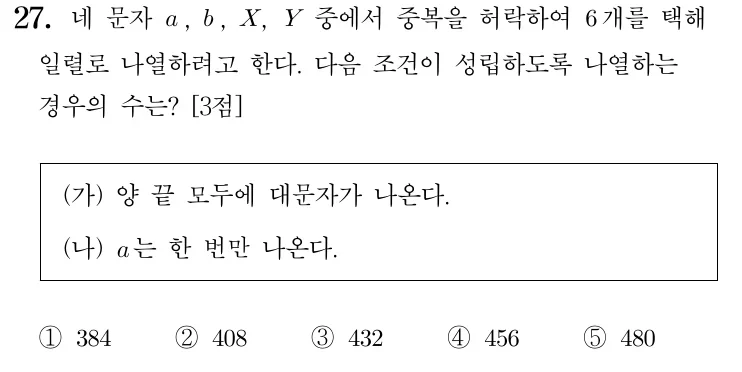 27. 네 문자 a, b, X, Y 중에서 중복을 허락하여 6개를 택해
일렬로 나열하려고 한다. 다음 조건이 성립하도록 나열하는
경우의 수는? [3점]
(가) 양 끝 모두에 대문자가 나온다.
(나) a는 한 번만 나온다.
① 384 ② 408 ③ 432 ④ 456 ⑤ 480